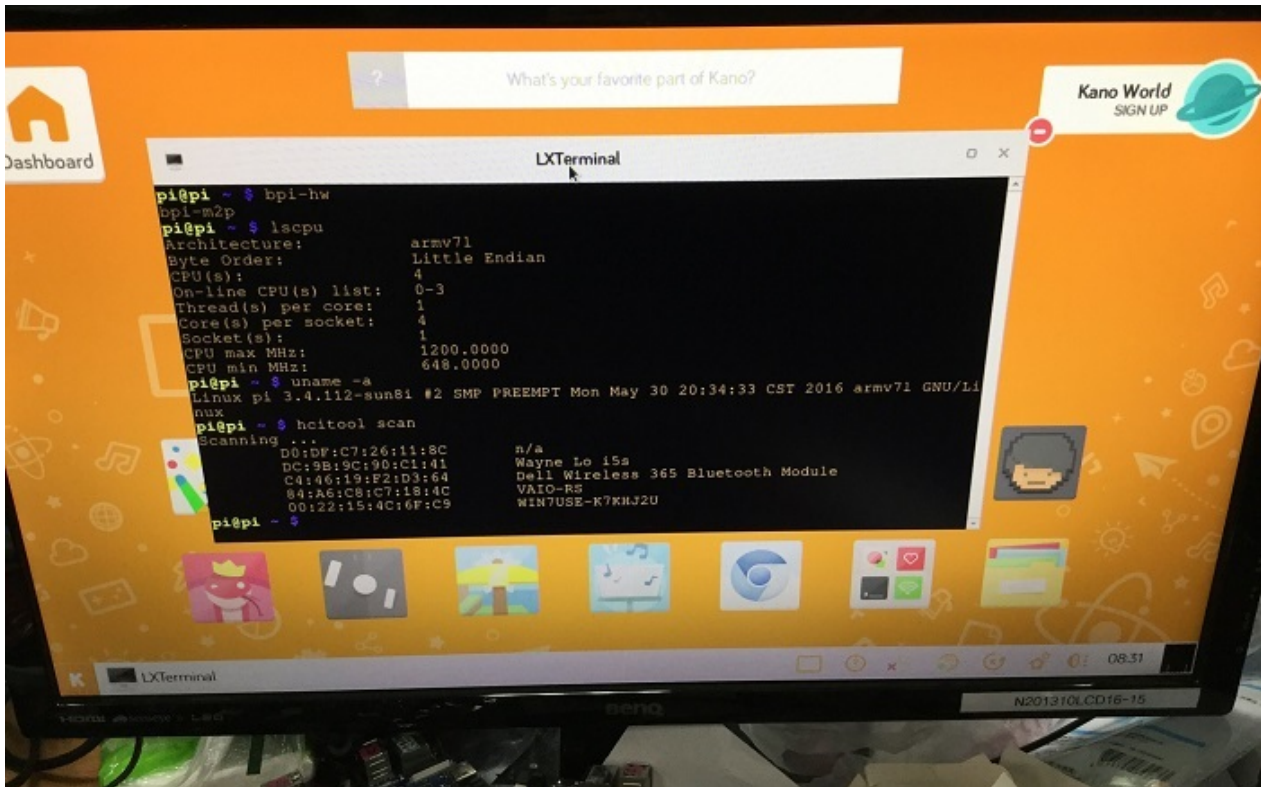 What's your favorite part of Kano?
?
Kano World
SIGN UP
Dashboard
LXTerminal
pi@pi ~ $ bpi-hw
bpi-m2p
pi@pi ~ $ lscpu
Architecture: armv7l
Byte Order: Little Endian
CPU(s): 4
On-line CPU(s) list: 0-3
Thread(s) per core: 1
Core(s) per socket: 4
Socket(s): 1
CPU max MHz: 1200.0000
CPU min MHz: 648.0000
pi@pi ~ $ uname -a
Linux pi 3.4.112-sun8i #2 SMP PREEMPT Mon May 30 20:34:33 CST 2016 armv7l GNU/Li
nux
pi@pi ~ $ hcitool scan
Scanning ...
D0:DF:C7:26:11:8C n/a
DC:9B:9C:90:C1:41 Wayne Lo i5s
C4:46:19:F2:D3:64 Dell Wireless 365 Bluetooth Module
84:A6:C8:C7:18:4C VAIO-RS
00:22:15:4C:6F:C9 WIN7USE-K7KHJ2U
pi@pi ~ $
K LXTerminal
08:31
HDMI
LED
BenQ
N201310LCD16-15